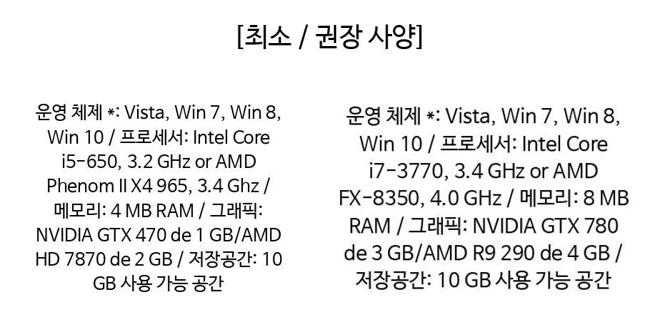 [최소 / 권장 사양]
운영 체제 *: Vista, Win 7, Win 8,
Win 10 / 프로세서: Intel Core
i5-650, 3.2 GHz or AMD
Phenom II X4 965, 3.4 Ghz /
메모리: 4 MB RAM / 그래픽:
NVIDIA GTX 470 de 1 GB/AMD
HD 7870 de 2 GB / 저장공간: 10
GB 사용 가능 공간
운영 체제 *: Vista, Win 7, Win 8,
Win 10 / 프로세서: Intel Core
i7-3770, 3.4 GHz or AMD
FX-8350, 4.0 GHz / 메모리: 8 MB
RAM / 그래픽: NVIDIA GTX 780
de 3 GB/AMD R9 290 de 4 GB /
저장공간: 10 GB 사용 가능 공간